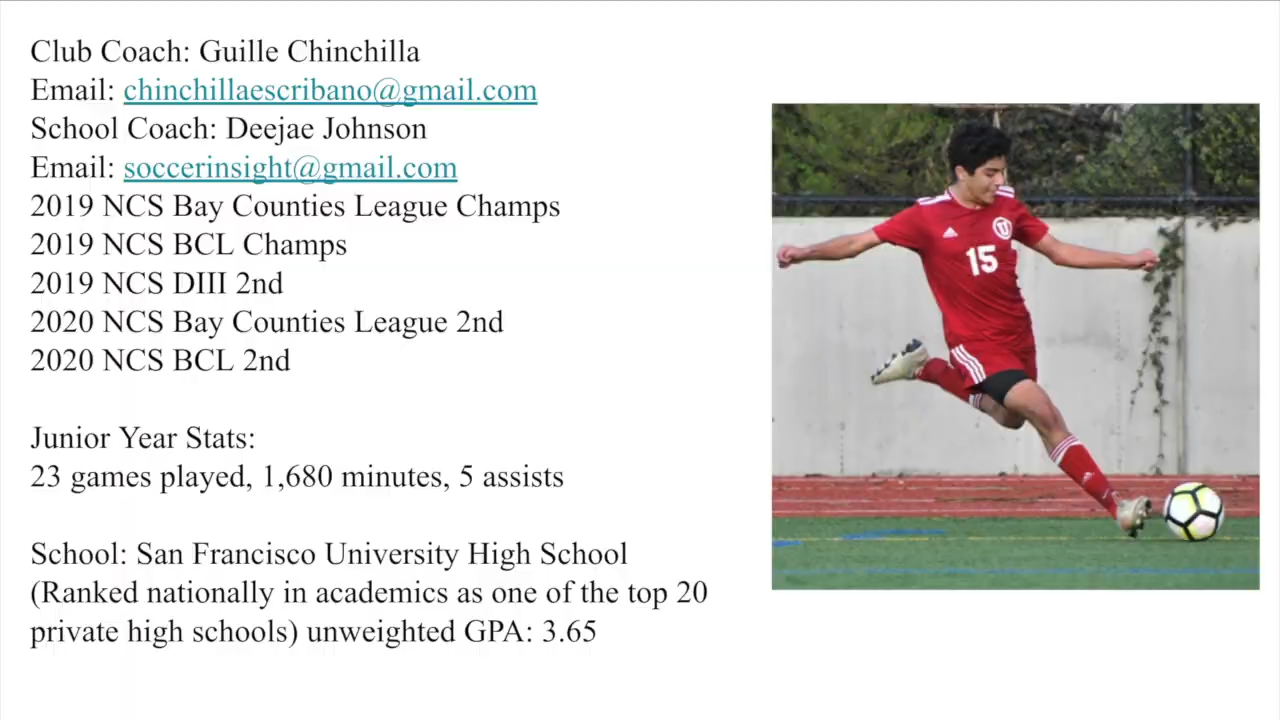 Club Coach: Guille Chinchilla
Email: chinchillaescribano@gmail.com
School Coach: Deejae Johnson
Email: soccerinsight@gmail.com
2019 NCS Bay Counties League Champs
2019 NCS BCL Champs
2019 NCS DIII 2nd
2020 NCS Bay Counties League 2nd
2020 NCS BCL 2nd
Junior Year Stats:
23 games played, 1,680 minutes, 5 assists
School: San Francisco University High School
(Ranked nationally in academics as one of the top 20
private high schools) unweighted GPA: 3.65
U
15